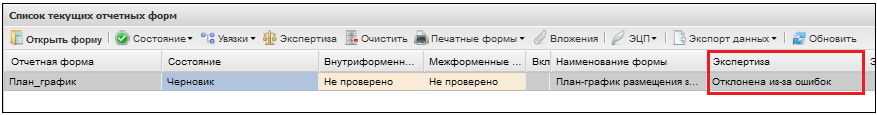 Список текущих отчетных форм
Открыть форму Состояние Увязки Экспертиза Очистить Печатные формы Вложения ЭЦП Экспорт данных Обновить
Отчетная форма Состояние Внутриформенн... Межформенные ... Вкл Наименование формы Экспертиза
План_график Черновик Не проверено Не проверено План-график размещения з... Отклонена из-за ошибок